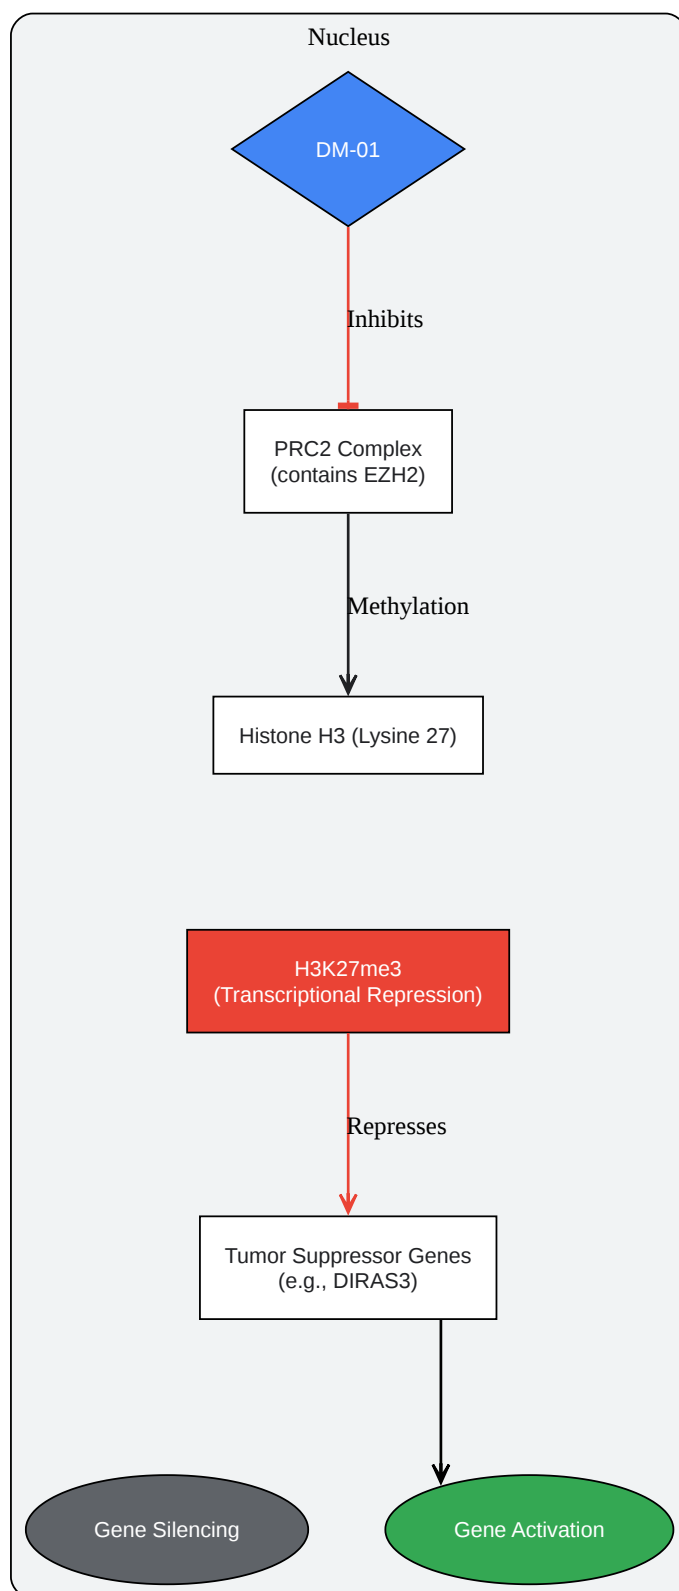 Nucleus
DM-01
Inhibits
PRC2 Complex
(contains EZH2)
Methylation
Histone H3 (Lysine 27)
H3K27me3
(Transcriptional Repression)
Represses
Tumor Suppressor Genes
(e.g., DIRAS3)
Gene Silencing
Gene Activation